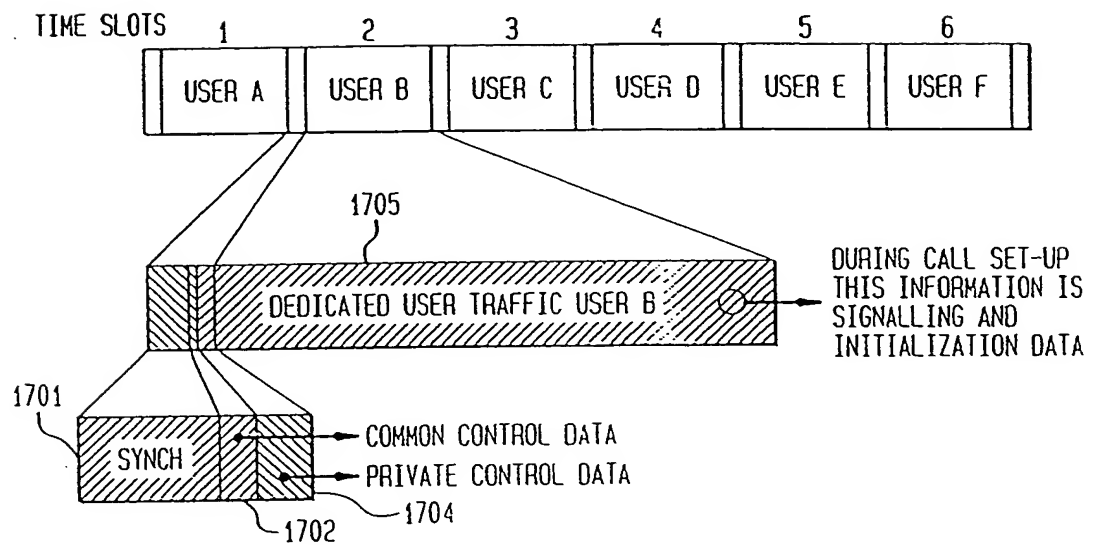 TIME SLOTS
1 2 3 4 5 6
USER A USER B USER C USER D USER E USER F
1705
DEDICATED USER TRAFFIC USER B
DURING CALL SET-UP
THIS INFORMATION IS
SIGNALLING AND
INITIALIZATION DATA
1701
SYNCH
COMMON CONTROL DATA
PRIVATE CONTROL DATA
1702
1704